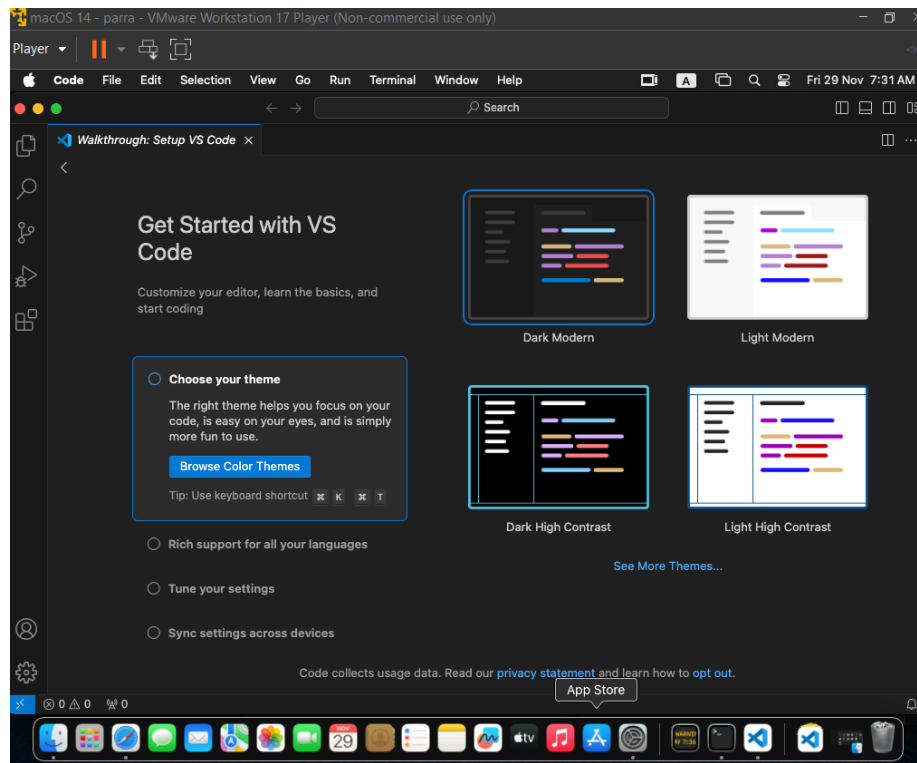 macOS 14 - parra - VMware Workstation 17 Player (Non-commercial use only)
Player
Code File Edit Selection View Go Run Terminal Window Help A Fri 29 Nov 7:31 AM
Search
Walkthrough: Setup VS Code
Get Started with VS
Code
Customize your editor, learn the basics, and
start coding
Choose your theme
The right theme helps you focus on your
code, is easy on your eyes, and is simply
more fun to use.
Browse Color Themes
Tip: Use keyboard shortcut ⌘ K ⌘ T
Rich support for all your languages
Tune your settings
Sync settings across devices
Dark Modern
Light Modern
Dark High Contrast
Light High Contrast
See More Themes...
Code collects usage data. Read our privacy statement and learn how to opt out.
App Store
0 0 0
NOV
29
tv